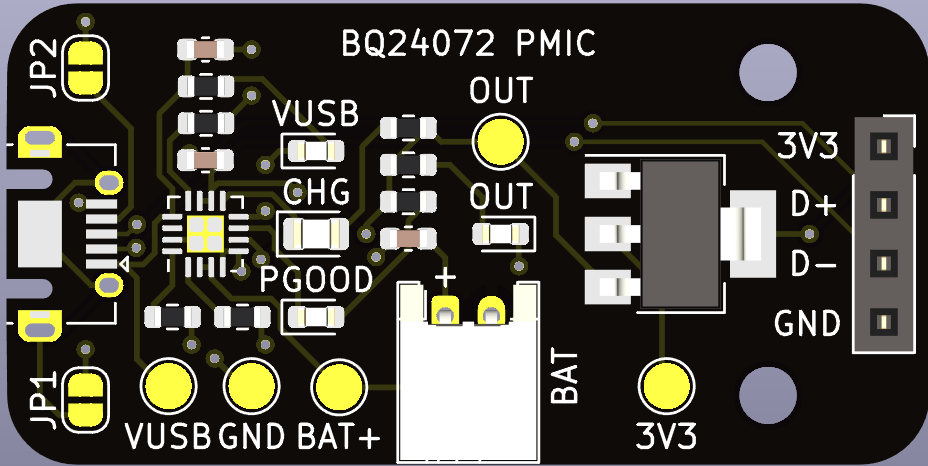 BQ24072 PMIC
JP2
OUT
VUSB
3V3
CHG
OUT
D+
D-
PGOOD
+
GND
BAT
JP1
VUSB GND BAT+
3V3